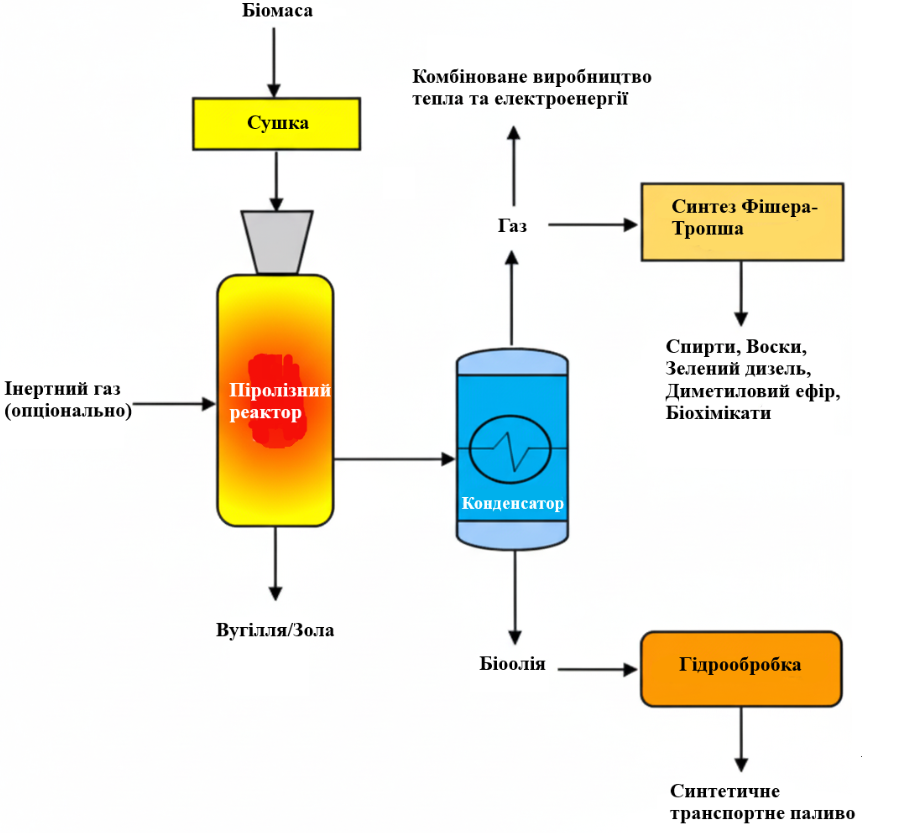 Біомаса
Сушка
Комбіноване виробництво
тепла та електроенергії
Газ
Синтез Фішера-
Тропша
Спирти, Воски,
Зелений дизель,
Диметиловий ефір,
Біохімікати
Інертний газ
(опціонально)
Піролізний
реактор
Конденсатор
Вугілля/Зола
Біоолія
Гідрообробка
Синтетичне
транспортне паливо